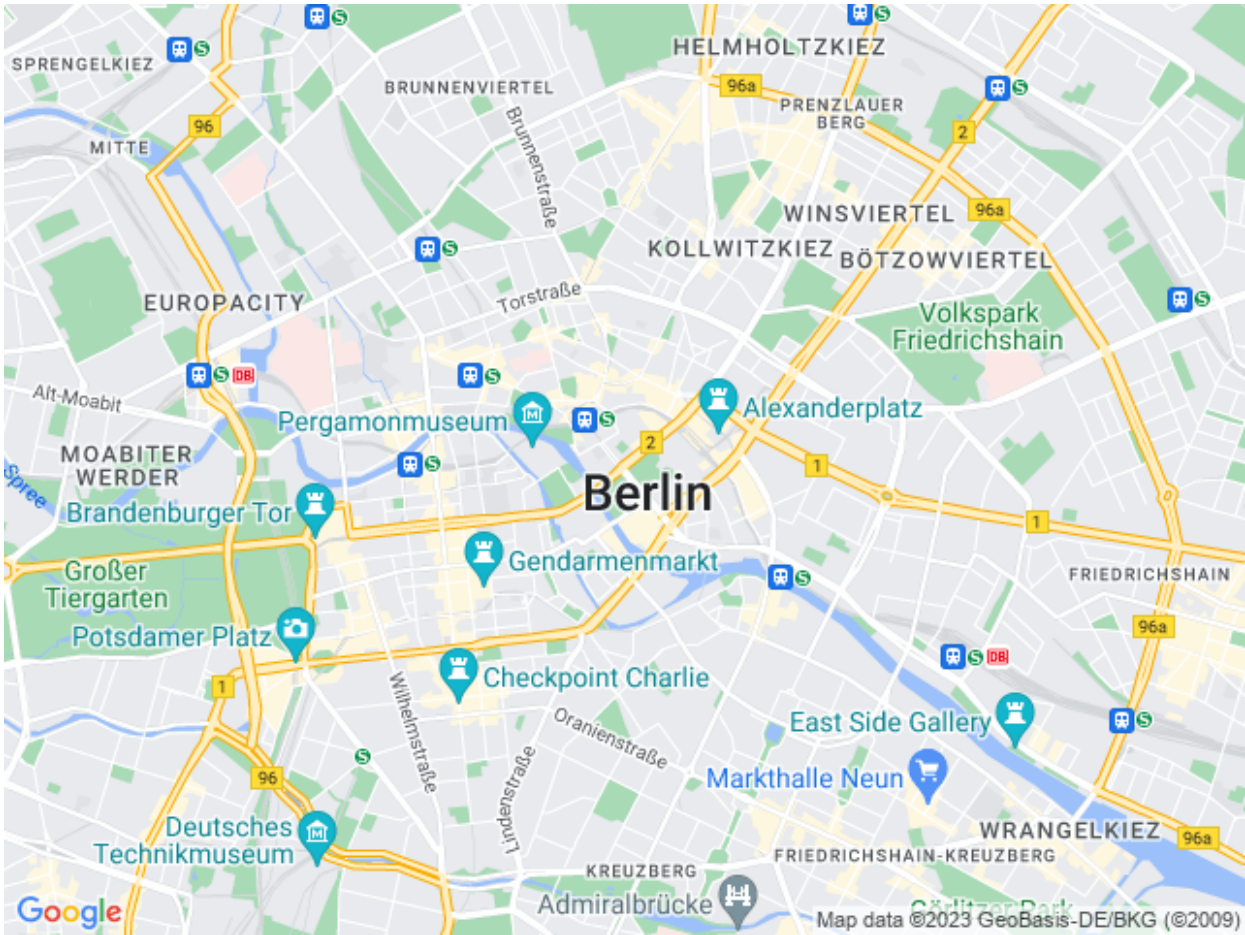 HELMHOLTZKIEZ
S
S
S
SPRENGELKIEZ
BRUNNENVIERTEL
96a
S
PRENZLAUER
BERG
96
Brunnenstraße
2
MITTE
WINSVIERTEL
96a
S
KOLLWITZKIEZ
BÖTZOWVIERTEL
EUROPACITY
Torstraße
S
Volkspark
Friedrichshain
S DB
S
Alt-Moabit
Pergamonmuseum
S
Alexanderplatz
2
MOABITER
WERDER
S
1
Spree
Berlin
Brandenburger Tor
1
Gendarmenmarkt
Großer
Tiergarten
S
FRIEDRICHSHAIN
Potsdamer Platz
96a
S DB
Checkpoint Charlie
1
Wilhelmstraße
Oranienstraße
East Side Gallery
S
S
Lindenstraße
Markthalle Neun
96
Deutsches
Technikmuseum
WRANGELKIEZ
96a
FRIEDRICHSHAIN-KREUZBERG
KREUZBERG
Admiralbrücke
Görlitzer Park
Google
Map data ©2023 GeoBasis-DE/BKG (©2009)